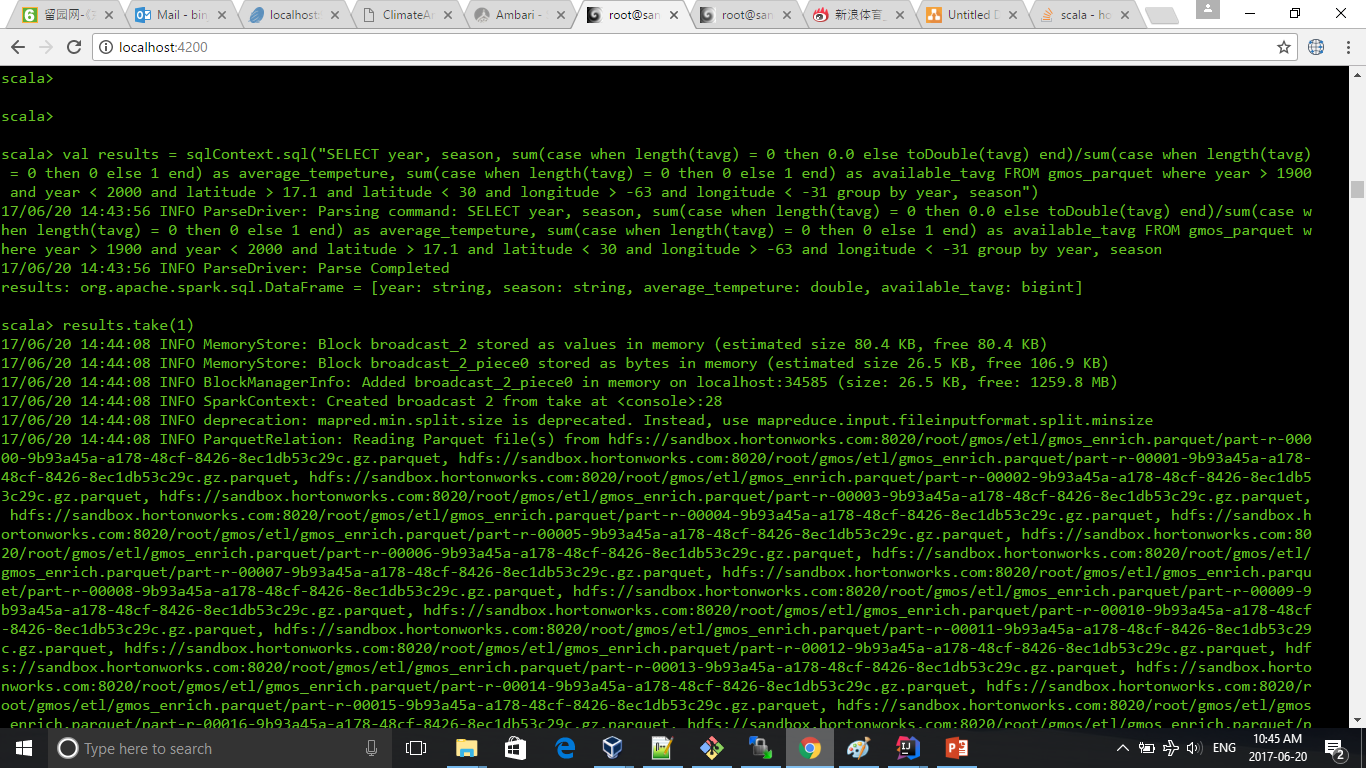 留园网-6
Mail - bin
localhost:
ClimateAn
Ambari -
root@san
root@san
新浪体育_
Untitled D
scala - ho
localhost:4200
scala>
scala>
scala> val results = sqlContext.sql("SELECT year, season, sum(case when length(tavg) = 0 then 0.0 else toDouble(tavg) end)/sum(case when length(tavg)
 = 0 then 0 else 1 end) as average_tempeture, sum(case when length(tavg) = 0 then 0 else 1 end) as available_tavg FROM gmos_parquet where year > 1900
 and year < 2000 and latitude > 17.1 and latitude < 30 and longitude > -63 and longitude < -31 group by year, season")
17/06/20 14:43:56 INFO ParseDriver: Parsing command: SELECT year, season, sum(case when length(tavg) = 0 then 0.0 else toDouble(tavg) end)/sum(case w
hen length(tavg) = 0 then 0 else 1 end) as average_tempeture, sum(case when length(tavg) = 0 then 0 else 1 end) as available_tavg FROM gmos_parquet w
here year > 1900 and year < 2000 and latitude > 17.1 and latitude < 30 and longitude > -63 and longitude < -31 group by year, season
17/06/20 14:43:56 INFO ParseDriver: Parse Completed
results: org.apache.spark.sql.DataFrame = [year: string, season: string, average_tempeture: double, available_tavg: bigint]
scala> results.take(1)
17/06/20 14:44:08 INFO MemoryStore: Block broadcast_2 stored as values in memory (estimated size 80.4 KB, free 80.4 KB)
17/06/20 14:44:08 INFO MemoryStore: Block broadcast_2_piece0 stored as bytes in memory (estimated size 26.5 KB, free 106.9 KB)
17/06/20 14:44:08 INFO BlockManagerInfo: Added broadcast_2_piece0 in memory on localhost:34585 (size: 26.5 KB, free: 1259.8 MB)
17/06/20 14:44:08 INFO SparkContext: Created broadcast 2 from take at <console>:28
17/06/20 14:44:08 INFO deprecation: mapred.min.split.size is deprecated. Instead, use mapreduce.input.fileinputformat.split.minsize
17/06/20 14:44:08 INFO ParquetRelation: Reading Parquet file(s) from hdfs://sandbox.hortonworks.com:8020/root/gmos/etl/gmos_enrich.parquet/part-r-000
00-9b93a45a-a178-48cf-8426-8ec1db53c29c.gz.parquet, hdfs://sandbox.hortonworks.com:8020/root/gmos/etl/gmos_enrich.parquet/part-r-00001-9b93a45a-a178-
48cf-8426-8ec1db53c29c.gz.parquet, hdfs://sandbox.hortonworks.com:8020/root/gmos/etl/gmos_enrich.parquet/part-r-00002-9b93a45a-a178-48cf-8426-8ec1db5
3c29c.gz.parquet, hdfs://sandbox.hortonworks.com:8020/root/gmos/etl/gmos_enrich.parquet/part-r-00003-9b93a45a-a178-48cf-8426-8ec1db53c29c.gz.parquet,
 hdfs://sandbox.hortonworks.com:8020/root/gmos/etl/gmos_enrich.parquet/part-r-00004-9b93a45a-a178-48cf-8426-8ec1db53c29c.gz.parquet, hdfs://sandbox.h
ortonworks.com:8020/root/gmos/etl/gmos_enrich.parquet/part-r-00005-9b93a45a-a178-48cf-8426-8ec1db53c29c.gz.parquet, hdfs://sandbox.hortonworks.com:80
20/root/gmos/etl/gmos_enrich.parquet/part-r-00006-9b93a45a-a178-48cf-8426-8ec1db53c29c.gz.parquet, hdfs://sandbox.hortonworks.com:8020/root/gmos/etl/
gmos_enrich.parquet/part-r-00007-9b93a45a-a178-48cf-8426-8ec1db53c29c.gz.parquet, hdfs://sandbox.hortonworks.com:8020/root/gmos/etl/gmos_enrich.parqu
et/part-r-00008-9b93a45a-a178-48cf-8426-8ec1db53c29c.gz.parquet, hdfs://sandbox.hortonworks.com:8020/root/gmos/etl/gmos_enrich.parquet/part-r-00009-9
b93a45a-a178-48cf-8426-8ec1db53c29c.gz.parquet, hdfs://sandbox.hortonworks.com:8020/root/gmos/etl/gmos_enrich.parquet/part-r-00010-9b93a45a-a178-48cf
-8426-8ec1db53c29c.gz.parquet, hdfs://sandbox.hortonworks.com:8020/root/gmos/etl/gmos_enrich.parquet/part-r-00011-9b93a45a-a178-48cf-8426-8ec1db53c29
c.gz.parquet, hdfs://sandbox.hortonworks.com:8020/root/gmos/etl/gmos_enrich.parquet/part-r-00012-9b93a45a-a178-48cf-8426-8ec1db53c29c.gz.parquet, hdf
s://sandbox.hortonworks.com:8020/root/gmos/etl/gmos_enrich.parquet/part-r-00013-9b93a45a-a178-48cf-8426-8ec1db53c29c.gz.parquet, hdfs://sandbox.horto
nworks.com:8020/root/gmos/etl/gmos_enrich.parquet/part-r-00014-9b93a45a-a178-48cf-8426-8ec1db53c29c.gz.parquet, hdfs://sandbox.hortonworks.com:8020/r
oot/gmos/etl/gmos_enrich.parquet/part-r-00015-9b93a45a-a178-48cf-8426-8ec1db53c29c.gz.parquet, hdfs://sandbox.hortonworks.com:8020/root/gmos/etl/gmos
_enrich.parquet/part-r-00016-9b93a45a-a178-48cf-8426-8ec1db53c29c.gz.parquet, hdfs://sandbox.hortonworks.com:8020/root/gmos/etl/gmos_enrich.parquet/p
Type here to search
ENG
10:45 AM
2017-06-20
2